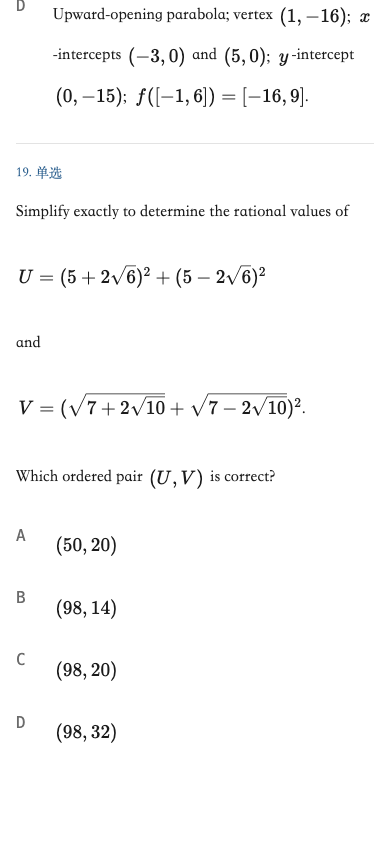 D
Upward-opening parabola; vertex (1, −16); x
-intercepts (−3, 0) and (5, 0); y-intercept
(0, −15); f([−1, 6]) = [−16, 9].
19. 单选
Simplify exactly to determine the rational values of
U = (5 + 2√6)² + (5 − 2√6)²
and
V = (√(7 + 2√10) + √(7 − 2√10))².
Which ordered pair (U, V) is correct?
A
(50, 20)
B
(98, 14)
C
(98, 20)
D
(98, 32)